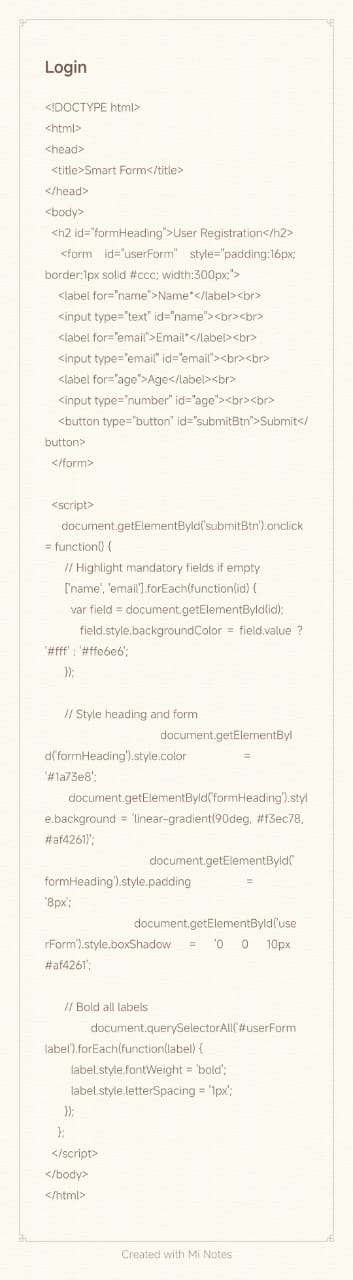 Login
<!DOCTYPE html>
<html>
<head>
<title>Smart Form</title>
</head>
<body>
<h2 id="formHeading">User Registration</h2>
<form id="userForm" style="padding:16px;
border:1px solid #ccc; width:300px;">
<label for="name">Name*</label><br>
<input type="text" id="name"><br><br>
<label for="email">Email*</label><br>
<input type="email" id="email"><br><br>
<label for="age">Age</label><br>
<input type="number" id="age"><br><br>
<button type="button" id="submitBtn">Submit</
button>
</form>
<script>
document.getElementById('submitBtn').onclick
= function() {
// Highlight mandatory fields if empty
['name', 'email'].forEach(function(id) {
var field = document.getElementById(id);
field.style.backgroundColor = field.value ?
'#fff' : '#ffe6e6';
});
// Style heading and form
document.getElementByI
d('formHeading').style.color =
'#1a73e8';
document.getElementById('formHeading').styl
e.background = 'linear-gradient(90deg, #f3ec78,
#af4261)';
document.getElementById('
formHeading').style.padding =
'8px';
document.getElementById('use
rForm').style.boxShadow = '0 0 10px
#af4261';
// Bold all labels
document.querySelectorAll('#userForm
label').forEach(function(label) {
label.style.fontWeight = 'bold';
label.style.letterSpacing = '1px';
});
};
</script>
</body>
</html>
Created with Mi Notes